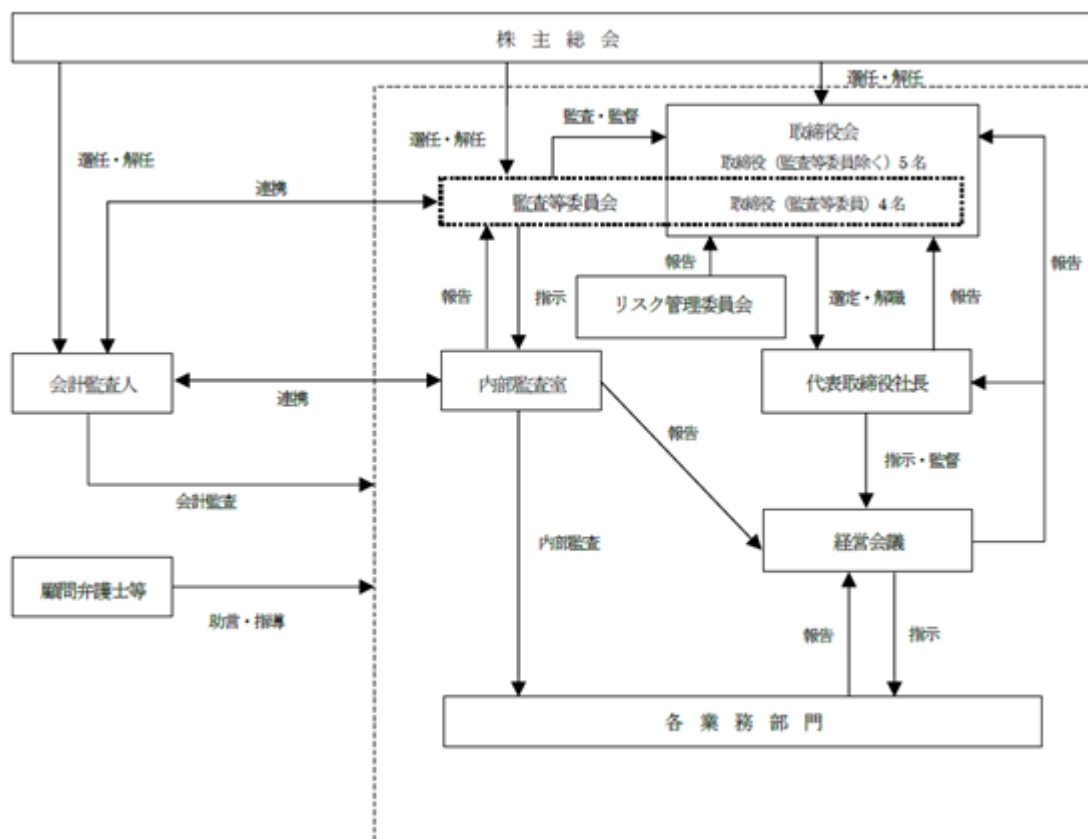 株 主 総 会
選任・解任
監査・監督
取締役会
選任・解任
選任・解任
取締役（監査等委員除く）5名
連携
監査等委員会
取締役（監査等委員）4名
報告
報告
報告
指示
リスク管理委員会
選定・解職
報告
会計監査人
内部監査室
代表取締役社長
連携
報告
指示・監督
会計監査
内部監査
経営会議
顧問弁護士等
助言・指導
報告
指示
各 業 務 部 門